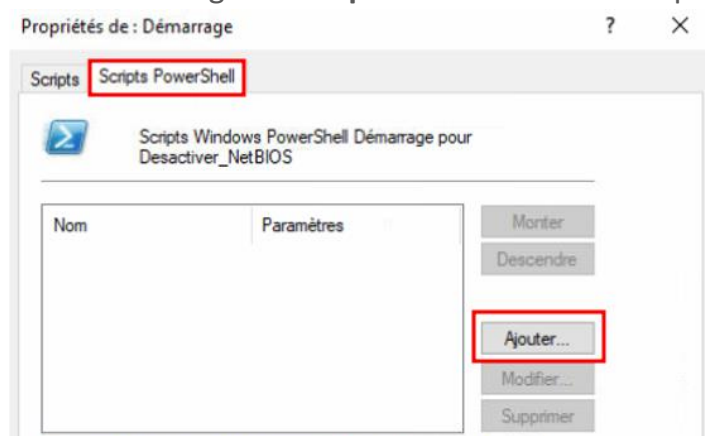 Propriétés de : Démarrage ? ×
Scripts Scripts PowerShell
Scripts Windows PowerShell Démarrage pour
Desactiver_NetBIOS
Nom Paramètres
Monter
Descendre
Ajouter...
Modifier...
Supprimer